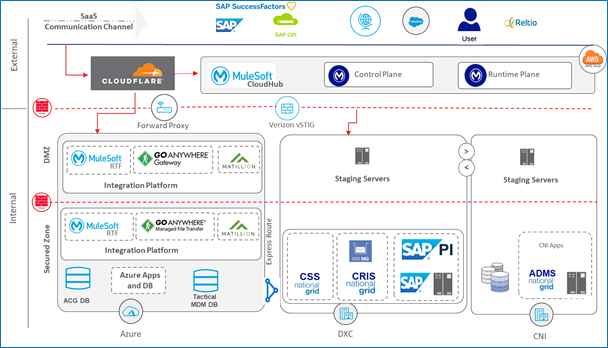 SaaS
Communication Channel
SAP SuccessFactors
SAP CPI
User
Reltio
External
CLOUDFLARE
MuleSoft
CloudHub
Control Plane
Runtime Plane
AWS
Forward Proxy
Verizon vSTIG
Internal
DMZ
MuleSoft
RTF
GO ANYWHERE
Gateway
MATILLION
Integration Platform
Staging Servers
>
<
Staging Servers
Secured Zone
MuleSoft
RTF
GO ANYWHERE
Managed File Transfer
MATILLION
Integration Platform
Express Route
ACG DB
Azure Apps
and DB
Tactical
MDM DB
Azure
CSS
national
grid
IBM MQ
CRIS
national
grid
SAP PI
SAP
DXC
CNI Apps
ADMS
national
grid
CNI